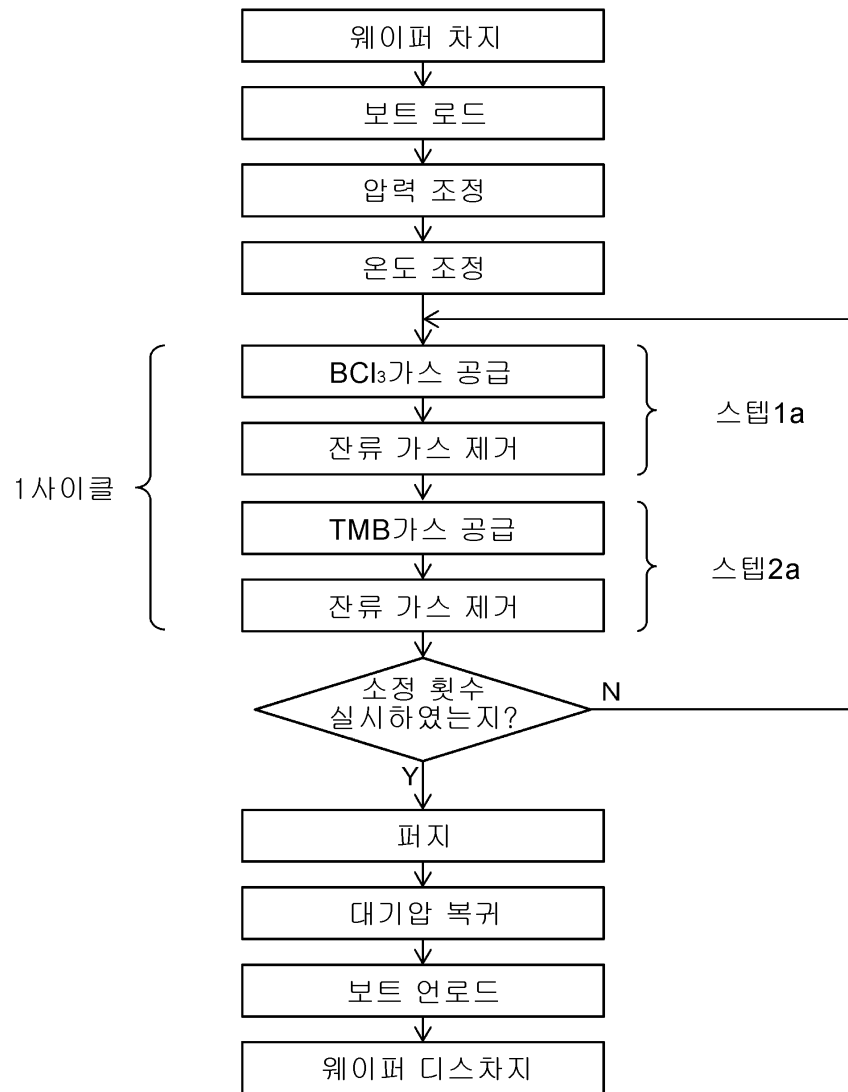 웨이퍼 차지
보트 로드
압력 조정
온도 조정
BCl₃가스 공급
잔류 가스 제거
스텝1a
1사이클
TMB가스 공급
잔류 가스 제거
스텝2a
소정 횟수
실시하였는지?
N
Y
퍼지
대기압 복귀
보트 언로드
웨이퍼 디스차지